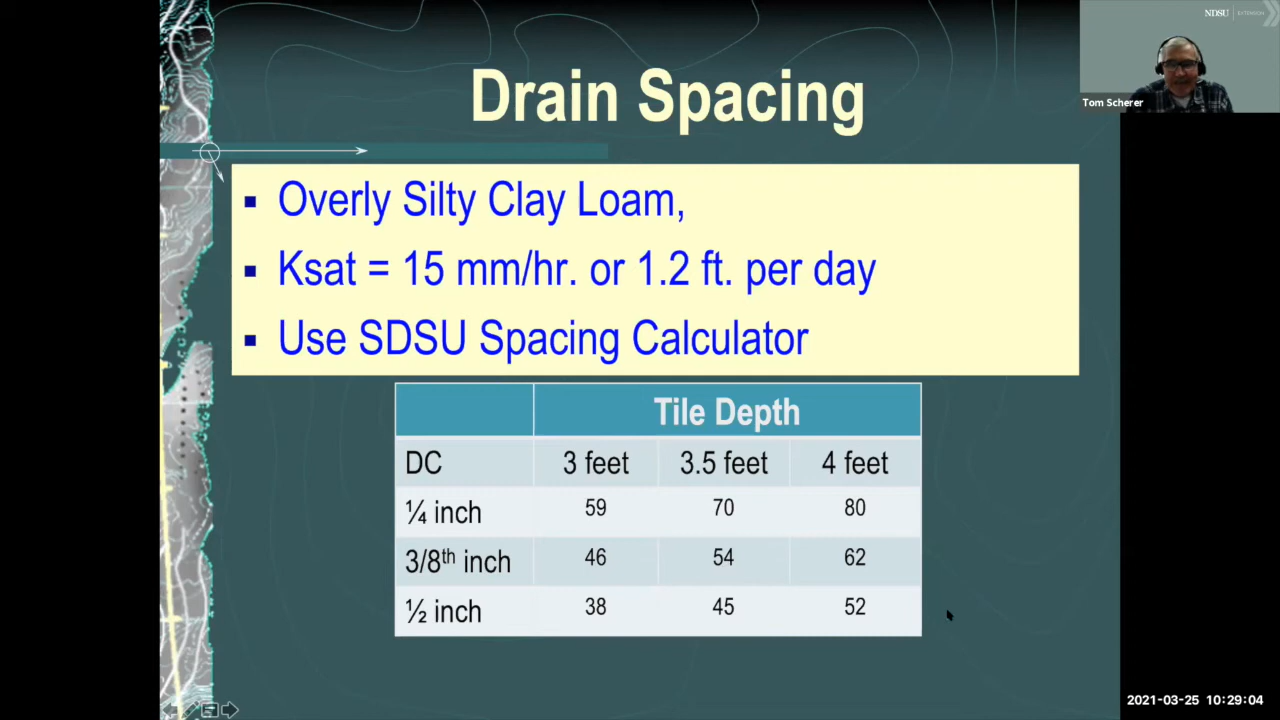 NDSU EXTENSION
Tom Scherer
Drain Spacing
Overly Silty Clay Loam,
Ksat = 15 mm/hr. or 1.2 ft. per day
Use SDSU Spacing Calculator
Tile Depth
DC 3 feet 3.5 feet 4 feet
¼ inch 59 70 80
3/8th inch 46 54 62
½ inch 38 45 52
2021-03-25 10:29:04